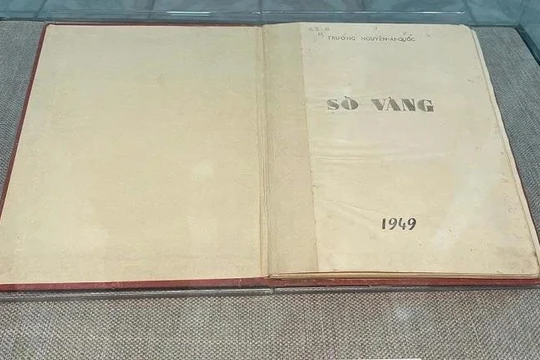 TRƯỜNG NGUYỄN-ÁI-QUỐC
SỔ VÀNG
1949